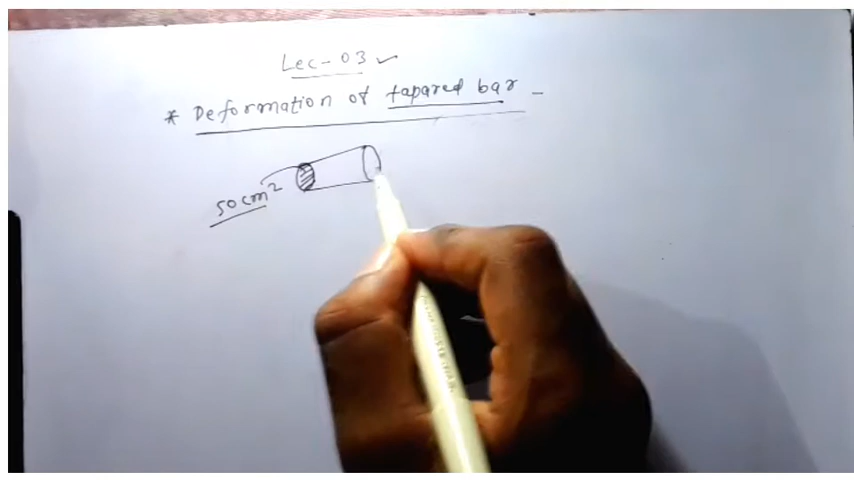 Lec-03 ✓
* Deformation of tapared bar -
50cm²